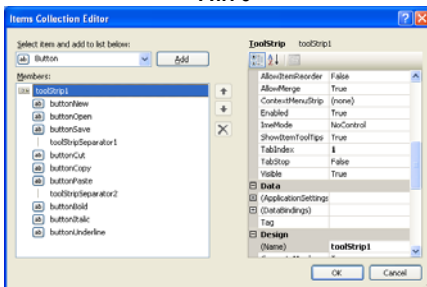 Items Collection Editor
Select item and add to list below:
Button
Add
Members:
toolStrip1
buttonNew
buttonOpen
buttonSave
toolStripSeparator1
buttonCut
buttonCopy
buttonPaste
toolStripSeparator2
buttonBold
buttonItalic
buttonUnderline
ToolStrip toolStrip1
AllowItemReorder False
AllowMerge True
ContextMenuStrip (none)
Enabled True
ImeMode NoControl
ShowItemToolTips True
TabIndex 1
TabStop False
Visible True
Data
(ApplicationSettings
(DataBindings)
Tag
Design
(Name) toolStrip1
OK Cancel